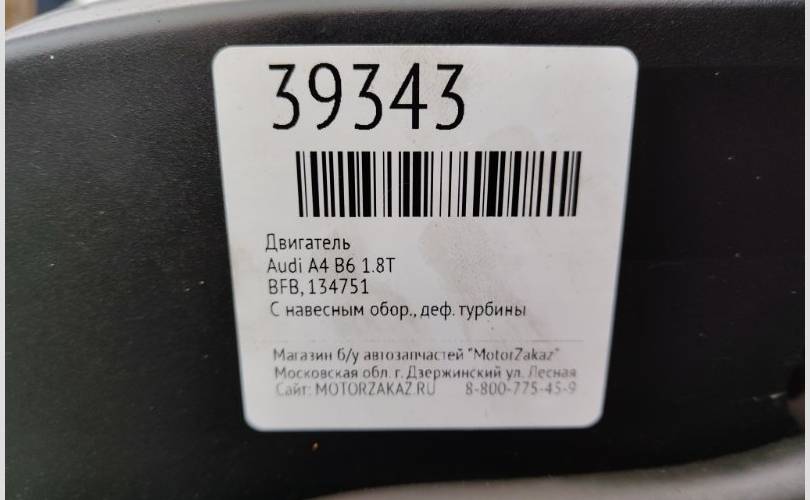 39343
Двигатель
Audi A4 B6 1.8T
BFB, 134751
С навесным обор., деф. турбины
Магазин б/у автозапчастей "MotorZakaz"
Московская обл. г. Дзержинский ул. Лесная
Сайт: MOTORZAKAZ.RU 8-800-775-45-9